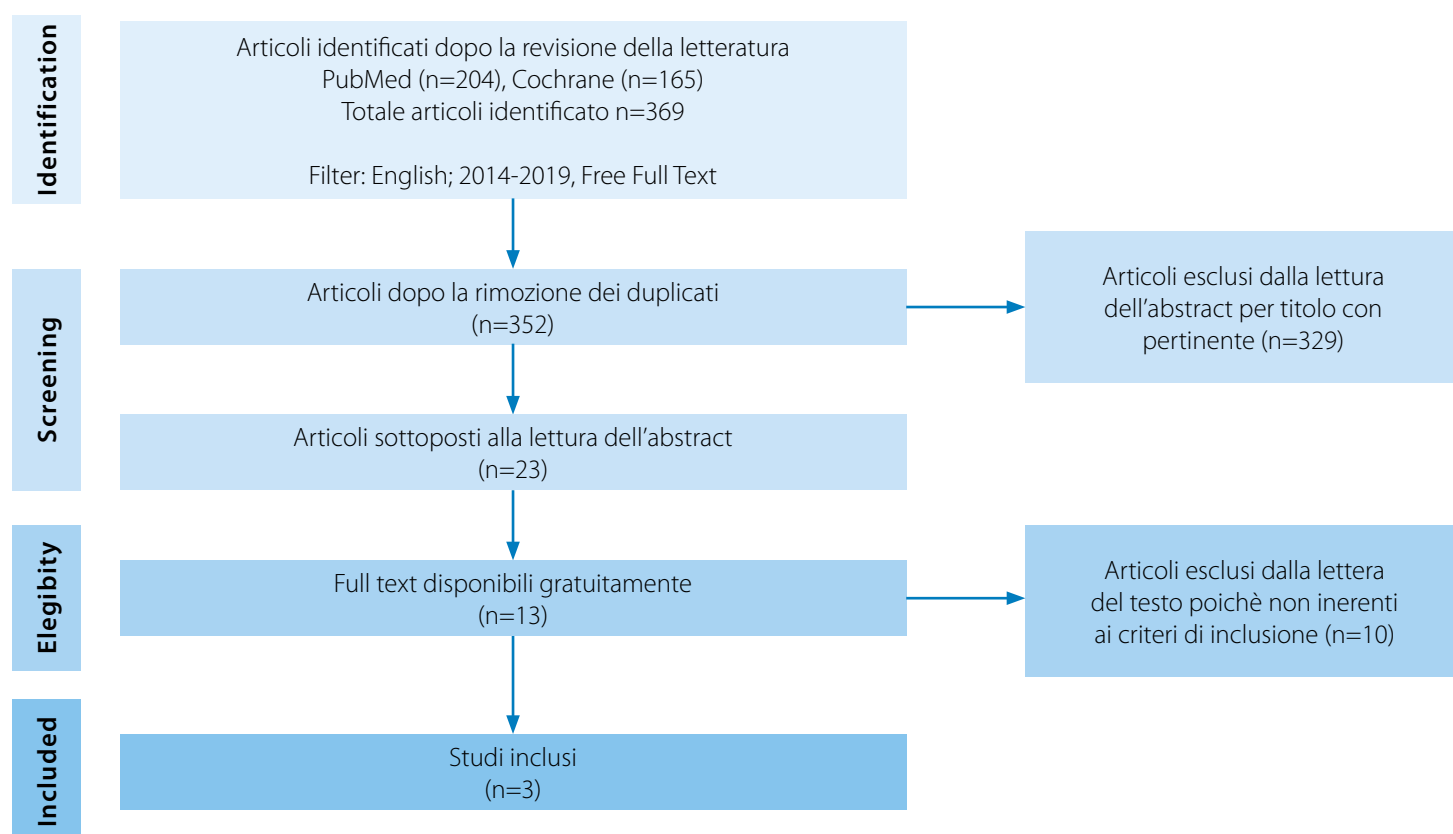 Identification
Articoli identificati dopo la revisione della letteratura
PubMed (n=204), Cochrane (n=165)
Totale articoli identificato n=369
Filter: English; 2014-2019, Free Full Text
Screening
Articoli dopo la rimozione dei duplicati
(n=352)
Articoli esclusi dalla lettura
dell'abstract per titolo con
pertinente (n=329)
Articoli sottoposti alla lettura dell'abstract
(n=23)
Elegibity
Full text disponibili gratuitamente
(n=13)
Articoli esclusi dalla lettera
del testo poichè non inerenti
ai criteri di inclusione (n=10)
Included
Studi inclusi
(n=3)